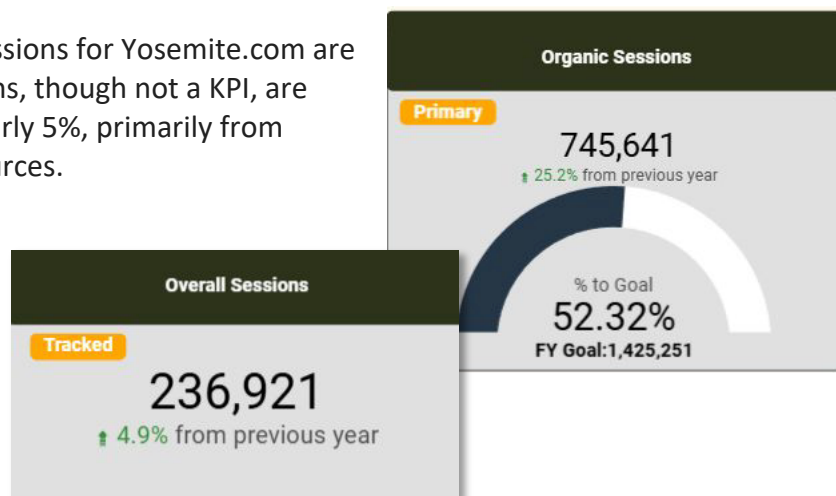 ssions for Yosemite.com are
ns, though not a KPI, are
rly 5%, primarily from
urces.
Organic Sessions
Primary
745,641
25.2% from previous year
% to Goal
52.32%
FY Goal:1,425,251
Overall Sessions
Tracked
236,921
4.9% from previous year